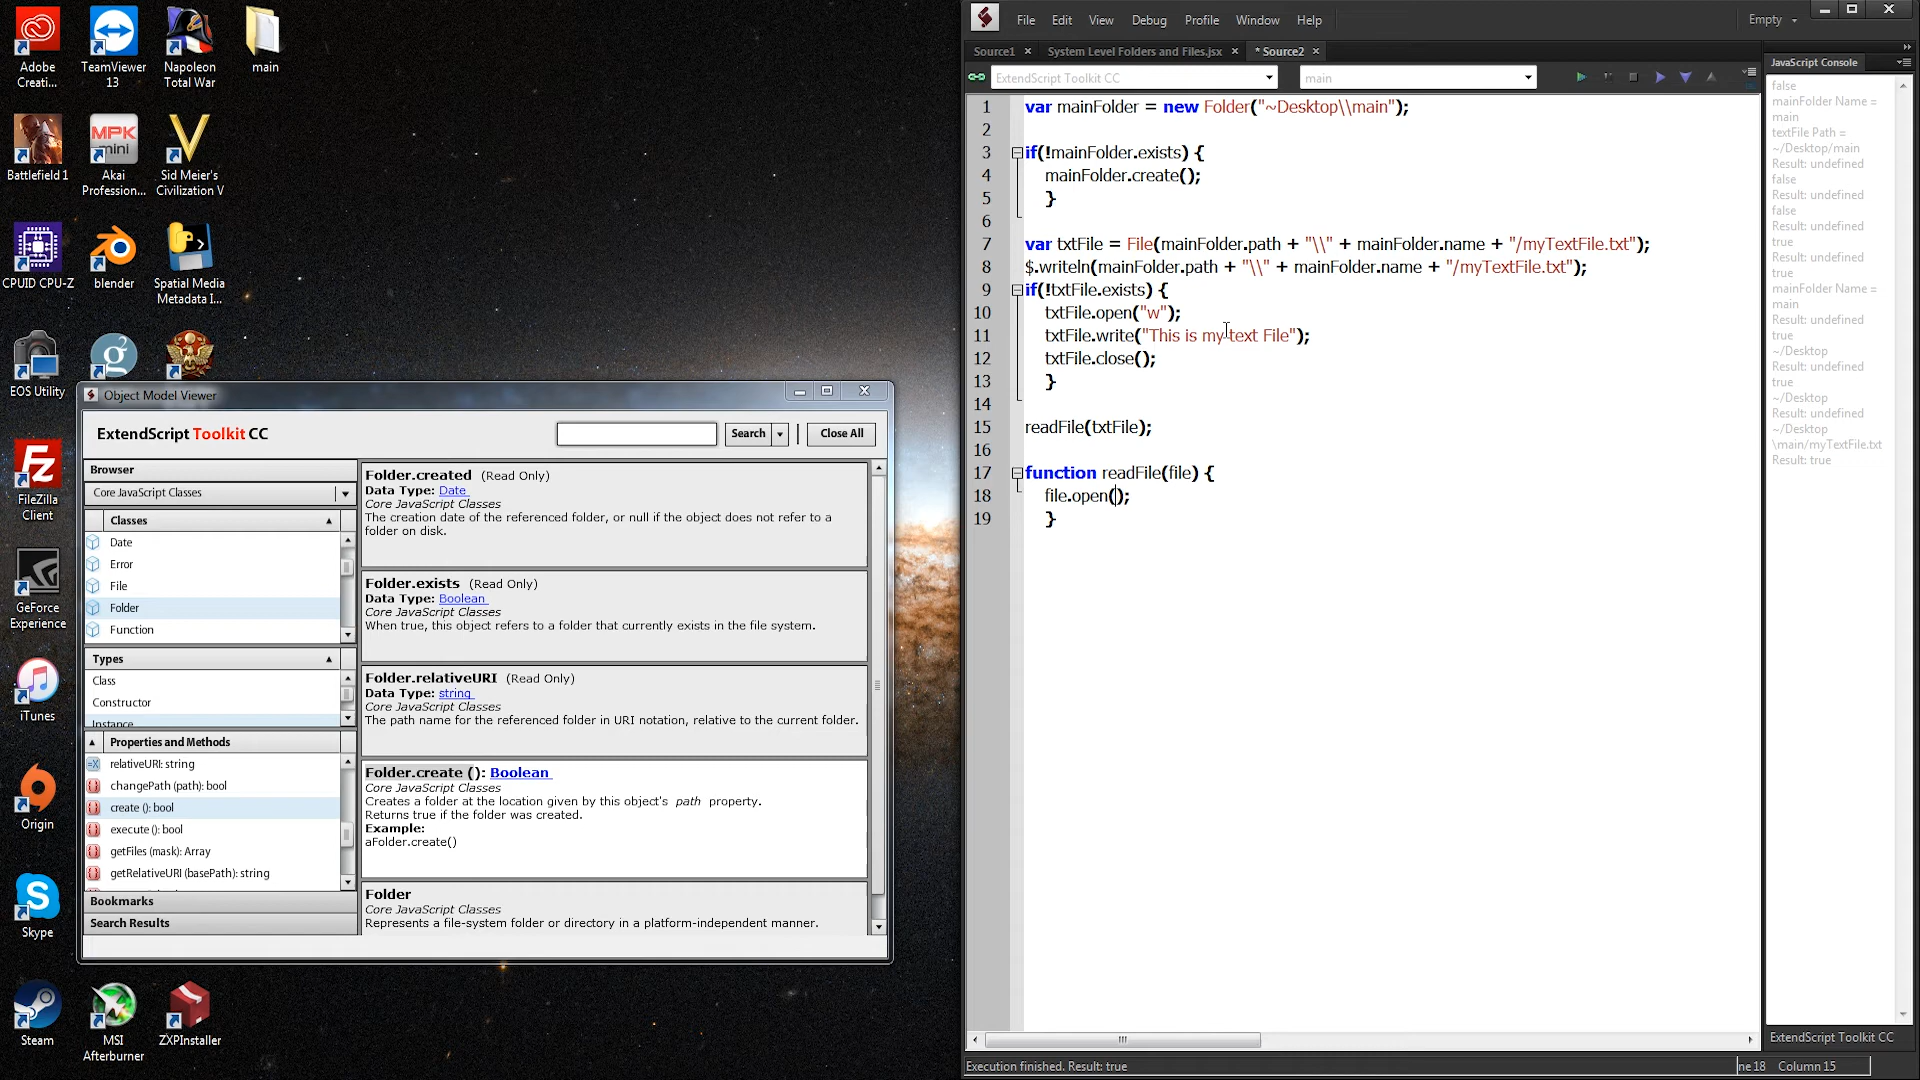 Adobe
Creati...
TeamViewer
13
Napoleon
Total War
main
Battlefield 1
MPK
mini
Akai
Profession...
Sid Meier's
Civilization V
CPUID CPU-Z
blender
Spatial Media
Metadata I...
EOS Utility
FileZilla
Client
GeForce
Experience
iTunes
Origin
Skype
Steam
MSI
Afterburner
ZXPInstaller
Object Model Viewer
ExtendScript Toolkit CC
Search
Close All
Browser
Core JavaScript Classes
Classes
Date
Error
File
Folder
Function
Types
Class
Constructor
Instance
Properties and Methods
relativeURI: string
changePath (path): bool
create (): bool
execute (): bool
getFiles (mask): Array
getRelativeURI (basePath): string
Bookmarks
Search Results
Folder.created (Read Only)
Data Type: Date
Core JavaScript Classes
The creation date of the referenced folder, or null if the object does not refer to a
folder on disk.
Folder.exists (Read Only)
Data Type: Boolean
Core JavaScript Classes
When true, this object refers to a folder that currently exists in the file system.
Folder.relativeURI (Read Only)
Data Type: string
Core JavaScript Classes
The path name for the referenced folder in URI notation, relative to the current folder.
Folder.create (): Boolean
Core JavaScript Classes
Creates a folder at the location given by this object's path property.
Returns true if the folder was created.
Example:
aFolder.create()
Folder
Core JavaScript Classes
Represents a file-system folder or directory in a platform-independent manner.
File Edit View Debug Profile Window Help
Empty
Source1 × System Level Folders and Files.jsx × * Source2 ×
ExtendScript Toolkit CC
main
1 var mainFolder = new Folder("~Desktop\\main");
2
3 if(!mainFolder.exists) {
4 mainFolder.create();
5 }
6
7 var txtFile = File(mainFolder.path + "\\" + mainFolder.name + "/myTextFile.txt");
8 $.writeln(mainFolder.path + "\\" + mainFolder.name + "/myTextFile.txt");
9 if(!txtFile.exists) {
10 txtFile.open("w");
11 txtFile.write("This is my text File");
12 txtFile.close();
13 }
14
15 readFile(txtFile);
16
17 function readFile(file) {
18 file.open();
19 }
JavaScript Console
false
mainFolder Name =
main
textFile Path =
~/Desktop/main
Result: undefined
false
Result: undefined
false
Result: undefined
true
Result: undefined
true
mainFolder Name =
main
Result: undefined
true
~/Desktop
Result: undefined
true
~/Desktop
Result: undefined
~/Desktop
\main/myTextFile.txt
Result: true
ExtendScript Toolkit CC
Execution finished. Result: true
ne 18 Column 15